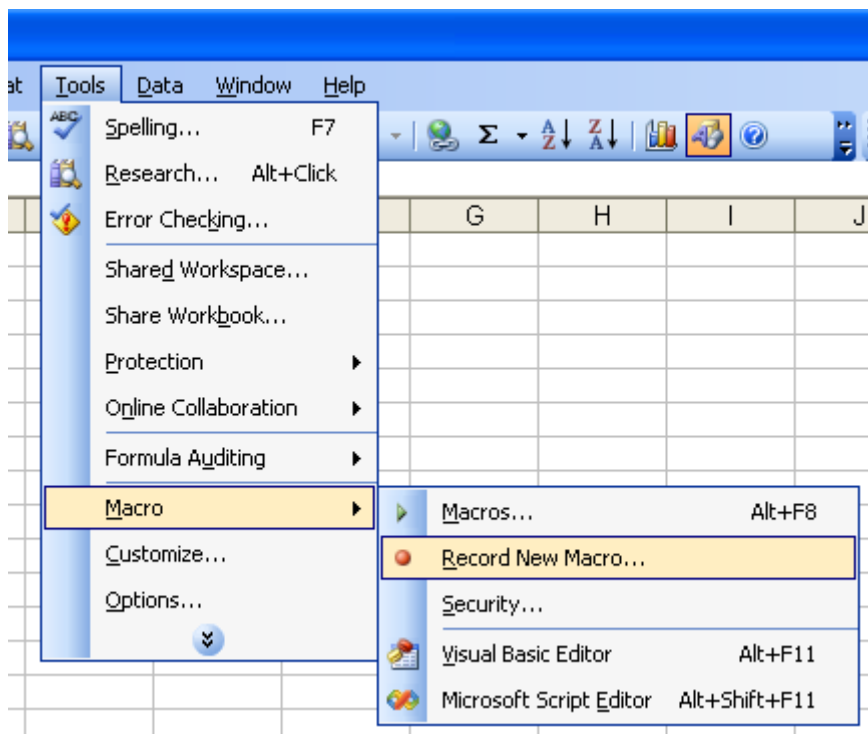 at Tools Data Window Help
ABC Spelling... F7
Σ A Z Z A
Research... Alt+Click
Error Checking...
G H I J
Shared Workspace...
Share Workbook...
Protection
Online Collaboration
Formula Auditing
Macro
Macros... Alt+F8
Customize...
Record New Macro...
Options...
Security...
Visual Basic Editor Alt+F11
Microsoft Script Editor Alt+Shift+F11